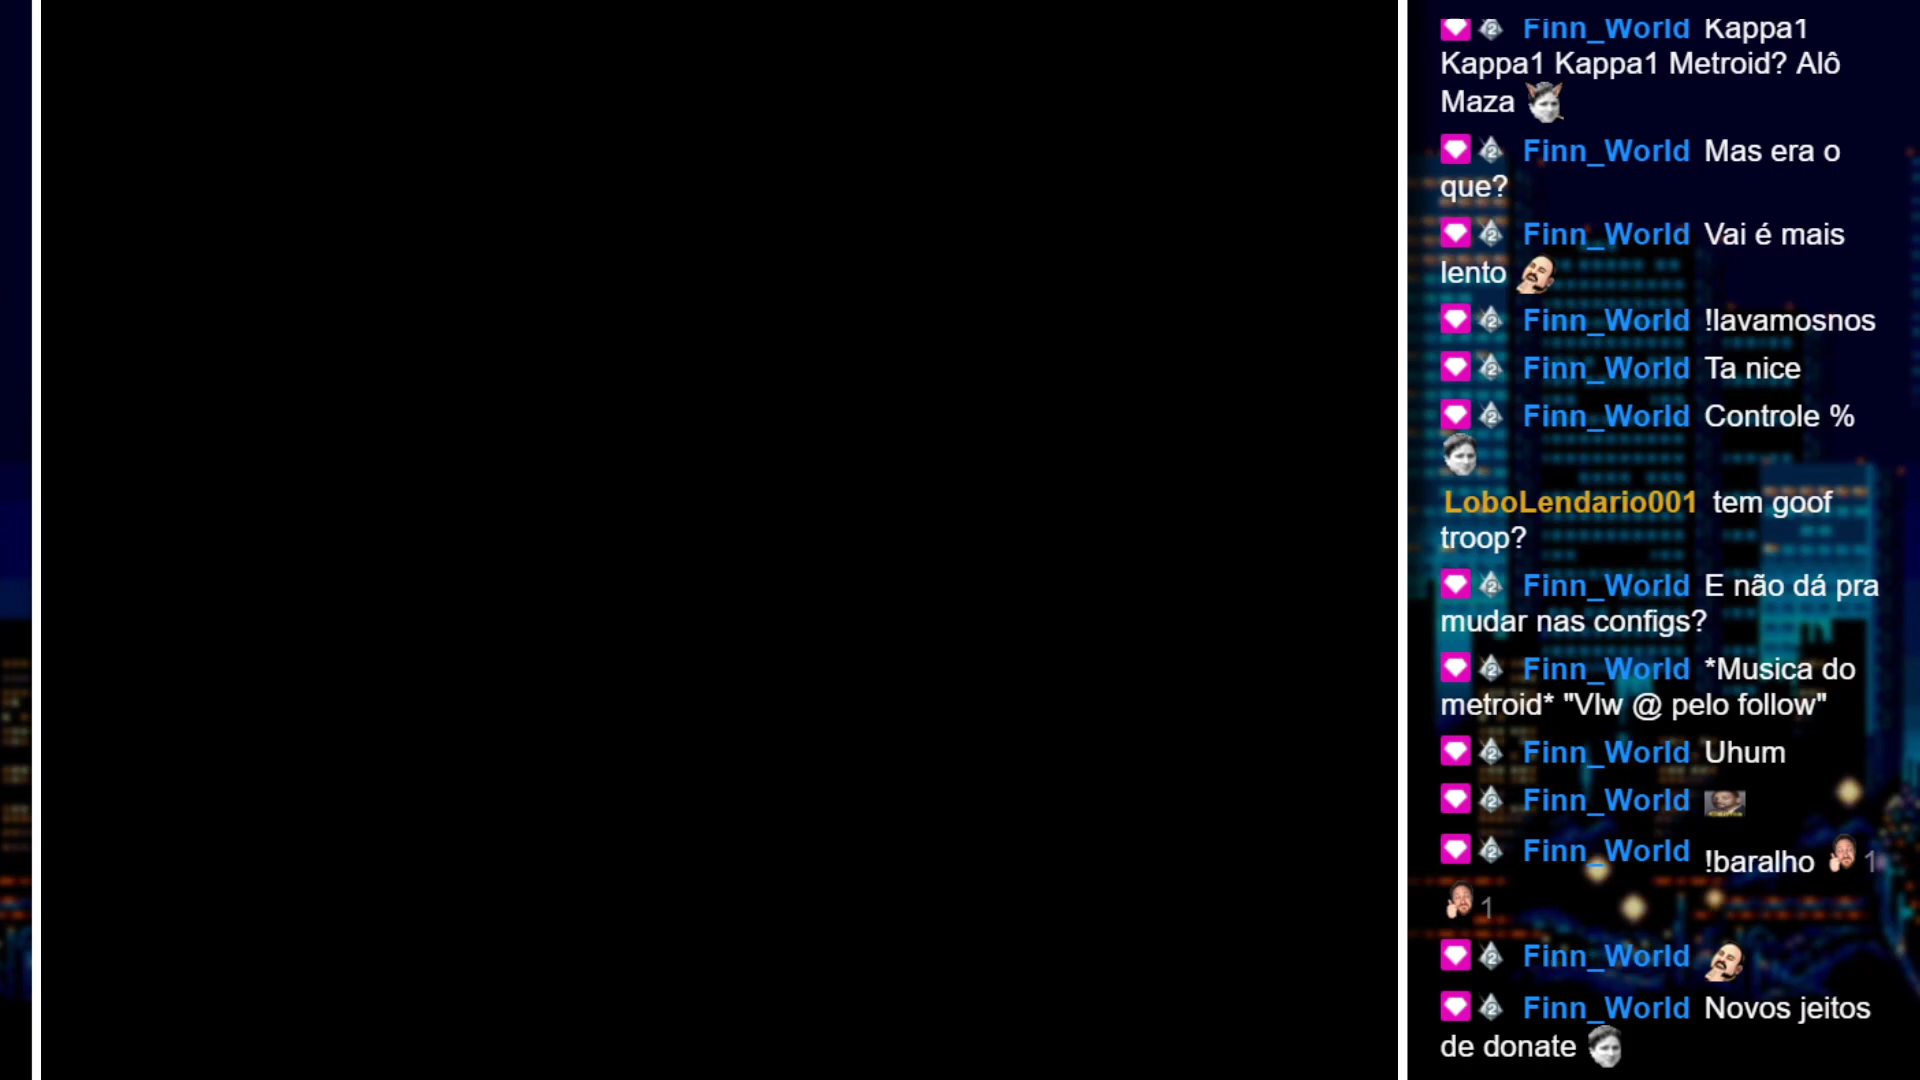 Finn_World Kappa1
Kappa1 Kappa1 Metroid? Alô
Maza
Finn_World Mas era o
que?
Finn_World Vai é mais
lento
Finn_World !lavamosnos
Finn_World Ta nice
Finn_World Controle %
LoboLendario001 tem goof
troop?
Finn_World E não dá pra
mudar nas configs?
Finn_World *Musica do
metroid* "Vlw @ pelo follow"
Finn_World Uhum
Finn_World
Finn_World !baralho 1
1
Finn_World
Finn_World Novos jeitos
de donate